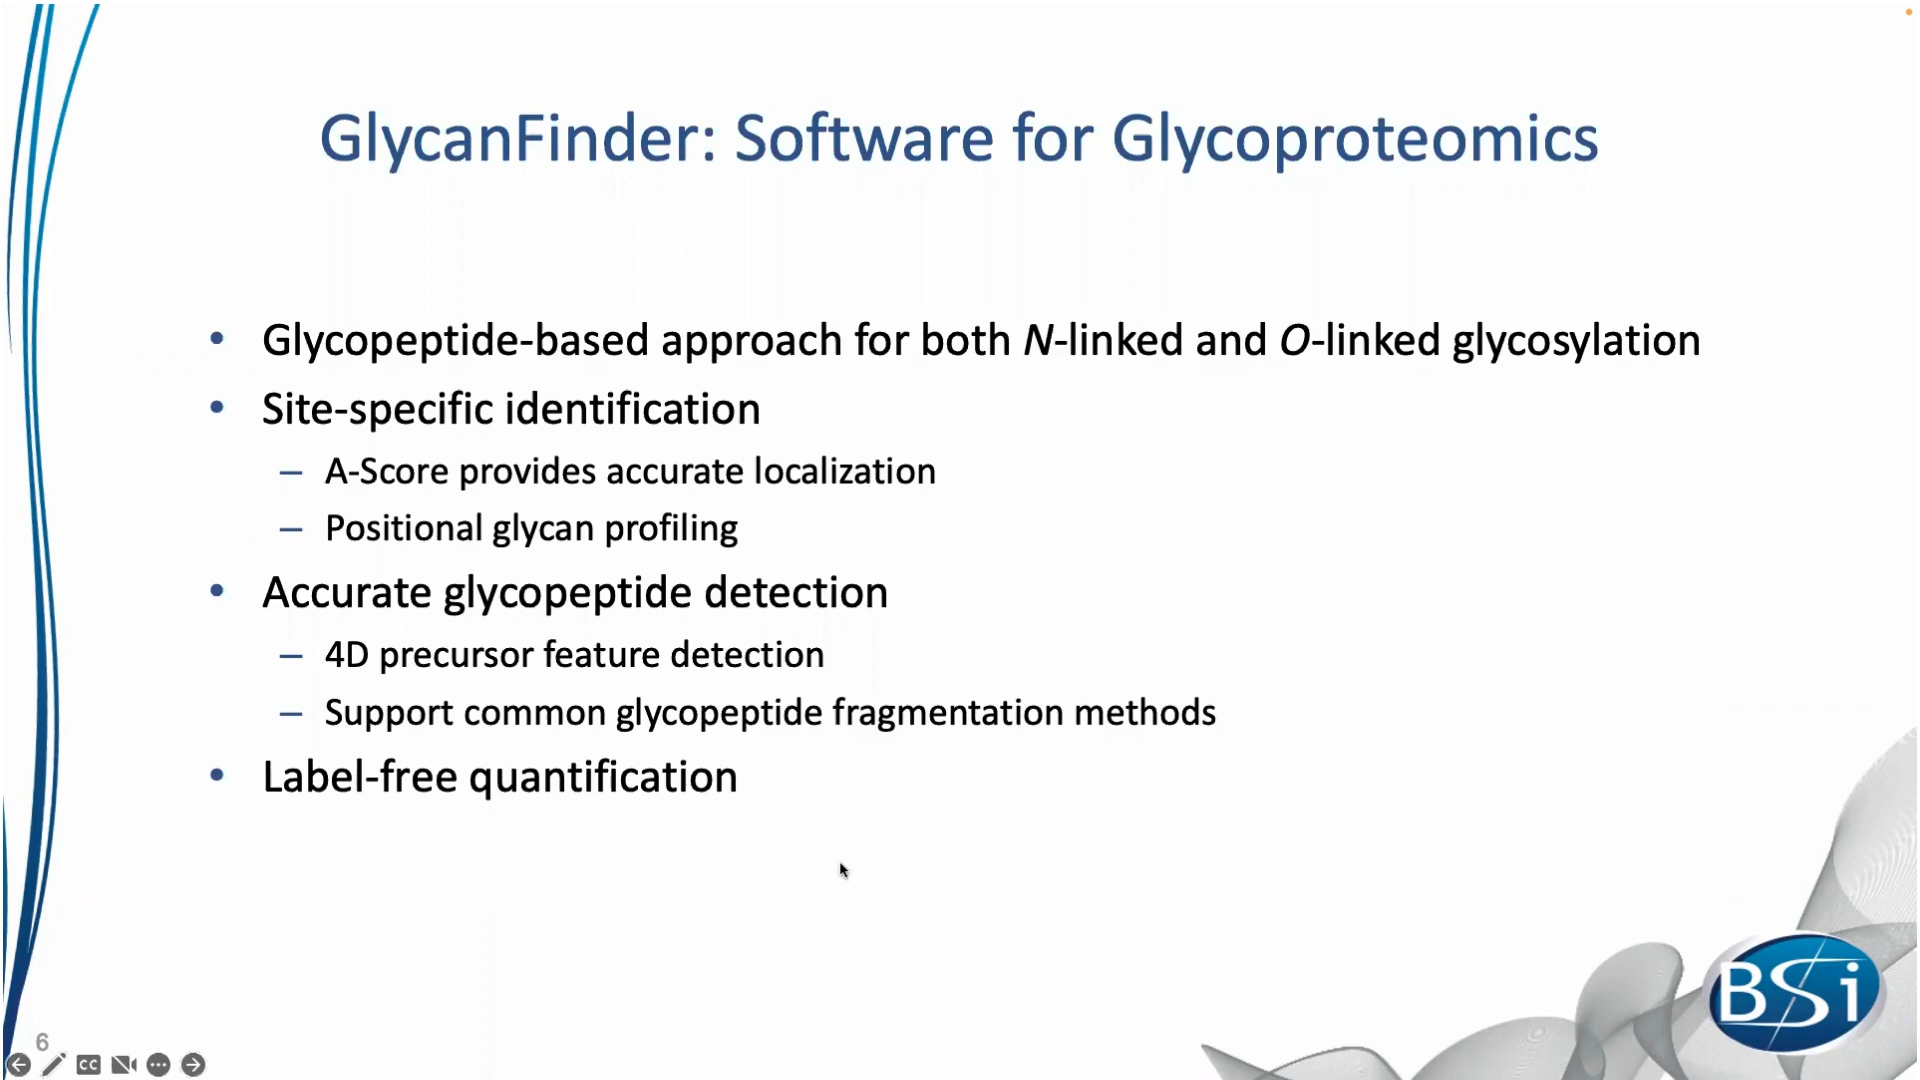 GlycanFinder: Software for Glycoproteomics
• Glycopeptide-based approach for both N-linked and O-linked glycosylation
• Site-specific identification
– A-Score provides accurate localization
– Positional glycan profiling
• Accurate glycopeptide detection
– 4D precursor feature detection
– Support common glycopeptide fragmentation methods
• Label-free quantification
BSi
6
CC